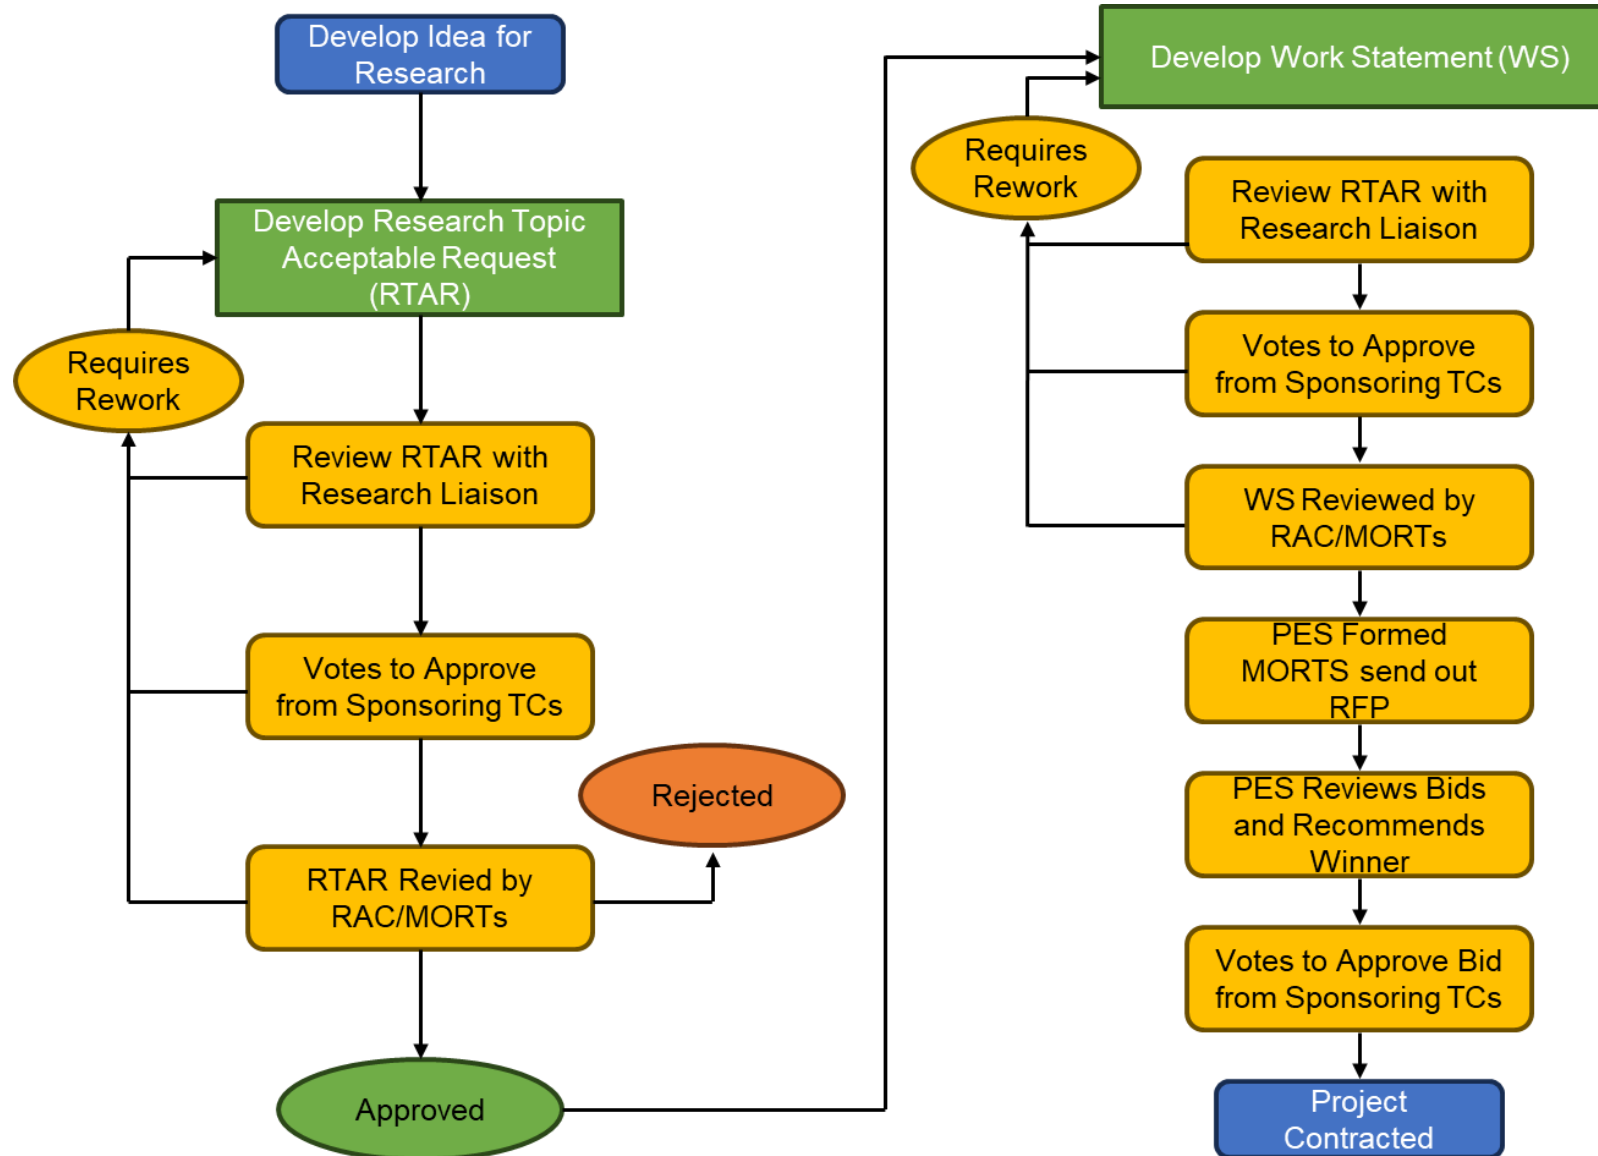 Develop Idea for
Research
Develop Research Topic
Acceptable Request
(RTAR)
Requires
Rework
Review RTAR with
Research Liaison
Votes to Approve
from Sponsoring TCs
Rejected
RTAR Revied by
RAC/MORTs
Approved
Develop Work Statement (WS)
Requires
Rework
Review RTAR with
Research Liaison
Votes to Approve
from Sponsoring TCs
WS Reviewed by
RAC/MORTs
PES Formed
MORTS send out
RFP
PES Reviews Bids
and Recommends
Winner
Votes to Approve Bid
from Sponsoring TCs
Project
Contracted